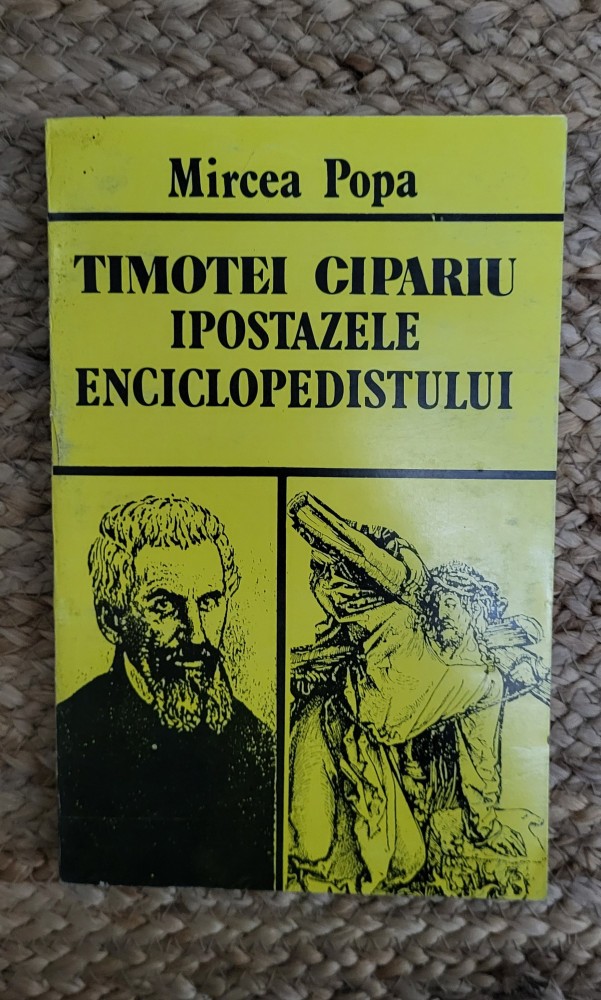 Mircea Popa
TIMOTEI CIPARIU
IPOSTAZELE
ENCICLOPEDISTULUI